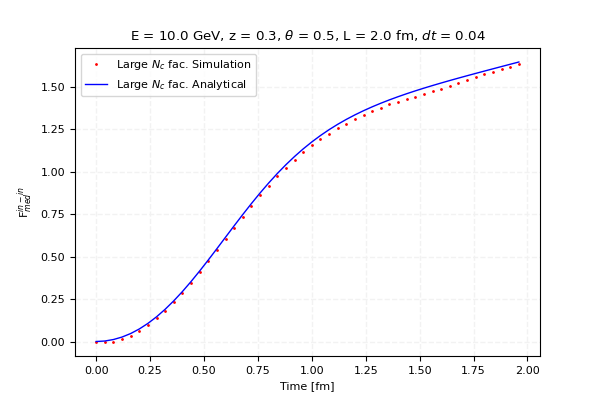 E = 10.0 GeV, z = 0.3, θ = 0.5, L = 2.0 fm, dt = 0.04
Large N_c fac. Simulation
Large N_c fac. Analytical
1.50
1.25
1.00
0.75
0.50
0.25
0.00
F_{med}^{in-in}
0.00 0.25 0.50 0.75 1.00 1.25 1.50 1.75 2.00
Time [fm]